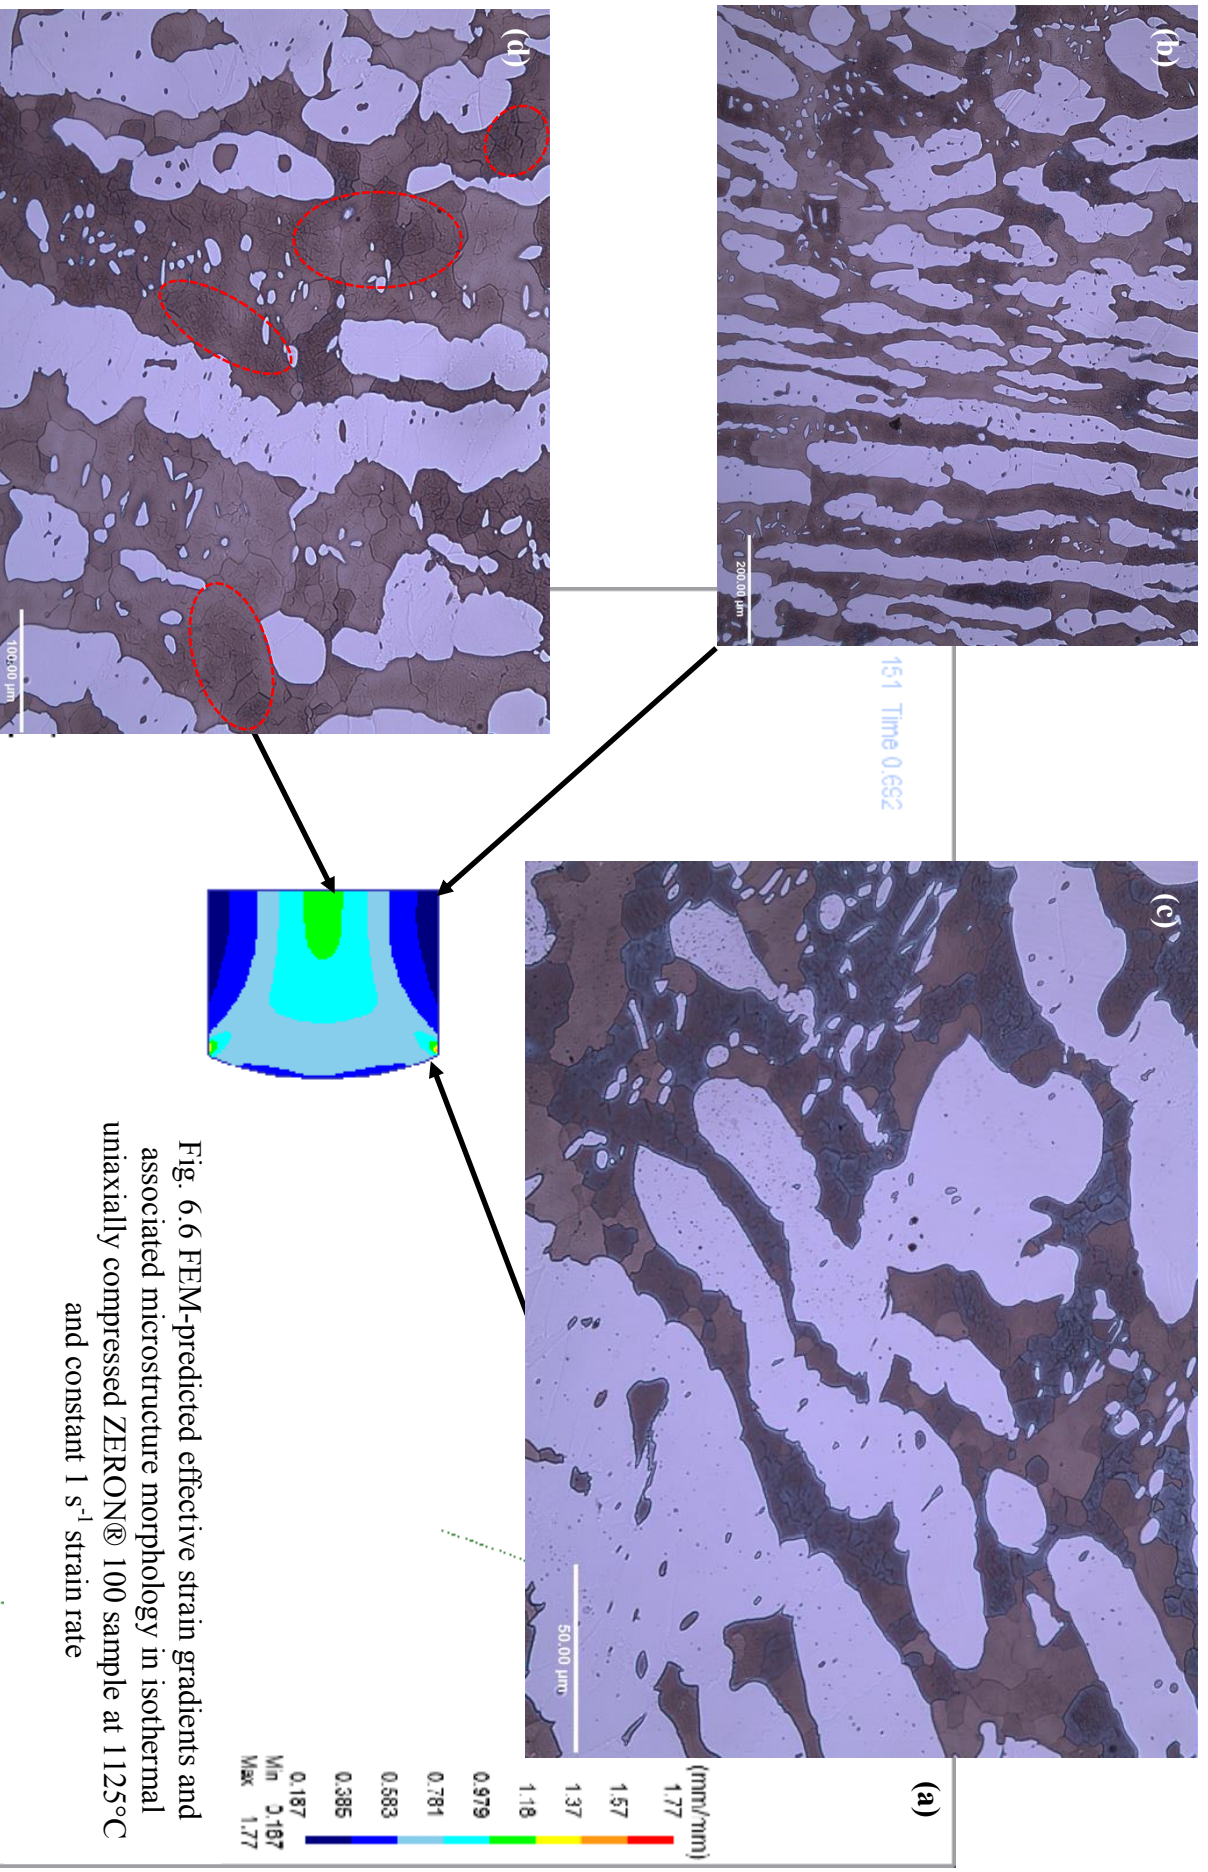 (a)
(b)
200.00 µm
(c)
50.00 µm
(d)
100.00 µm
151 Time 0.692
(mm/mm)
1.77
1.57
1.37
1.18
0.979
0.781
0.583
0.385
0.187
Min 0.187
Max 1.77
Fig. 6.6 FEM-predicted effective strain gradients and
associated microstructure morphology in isothermal
uniaxially compressed ZERON® 100 sample at 1125°C
and constant 1 s⁻¹ strain rate